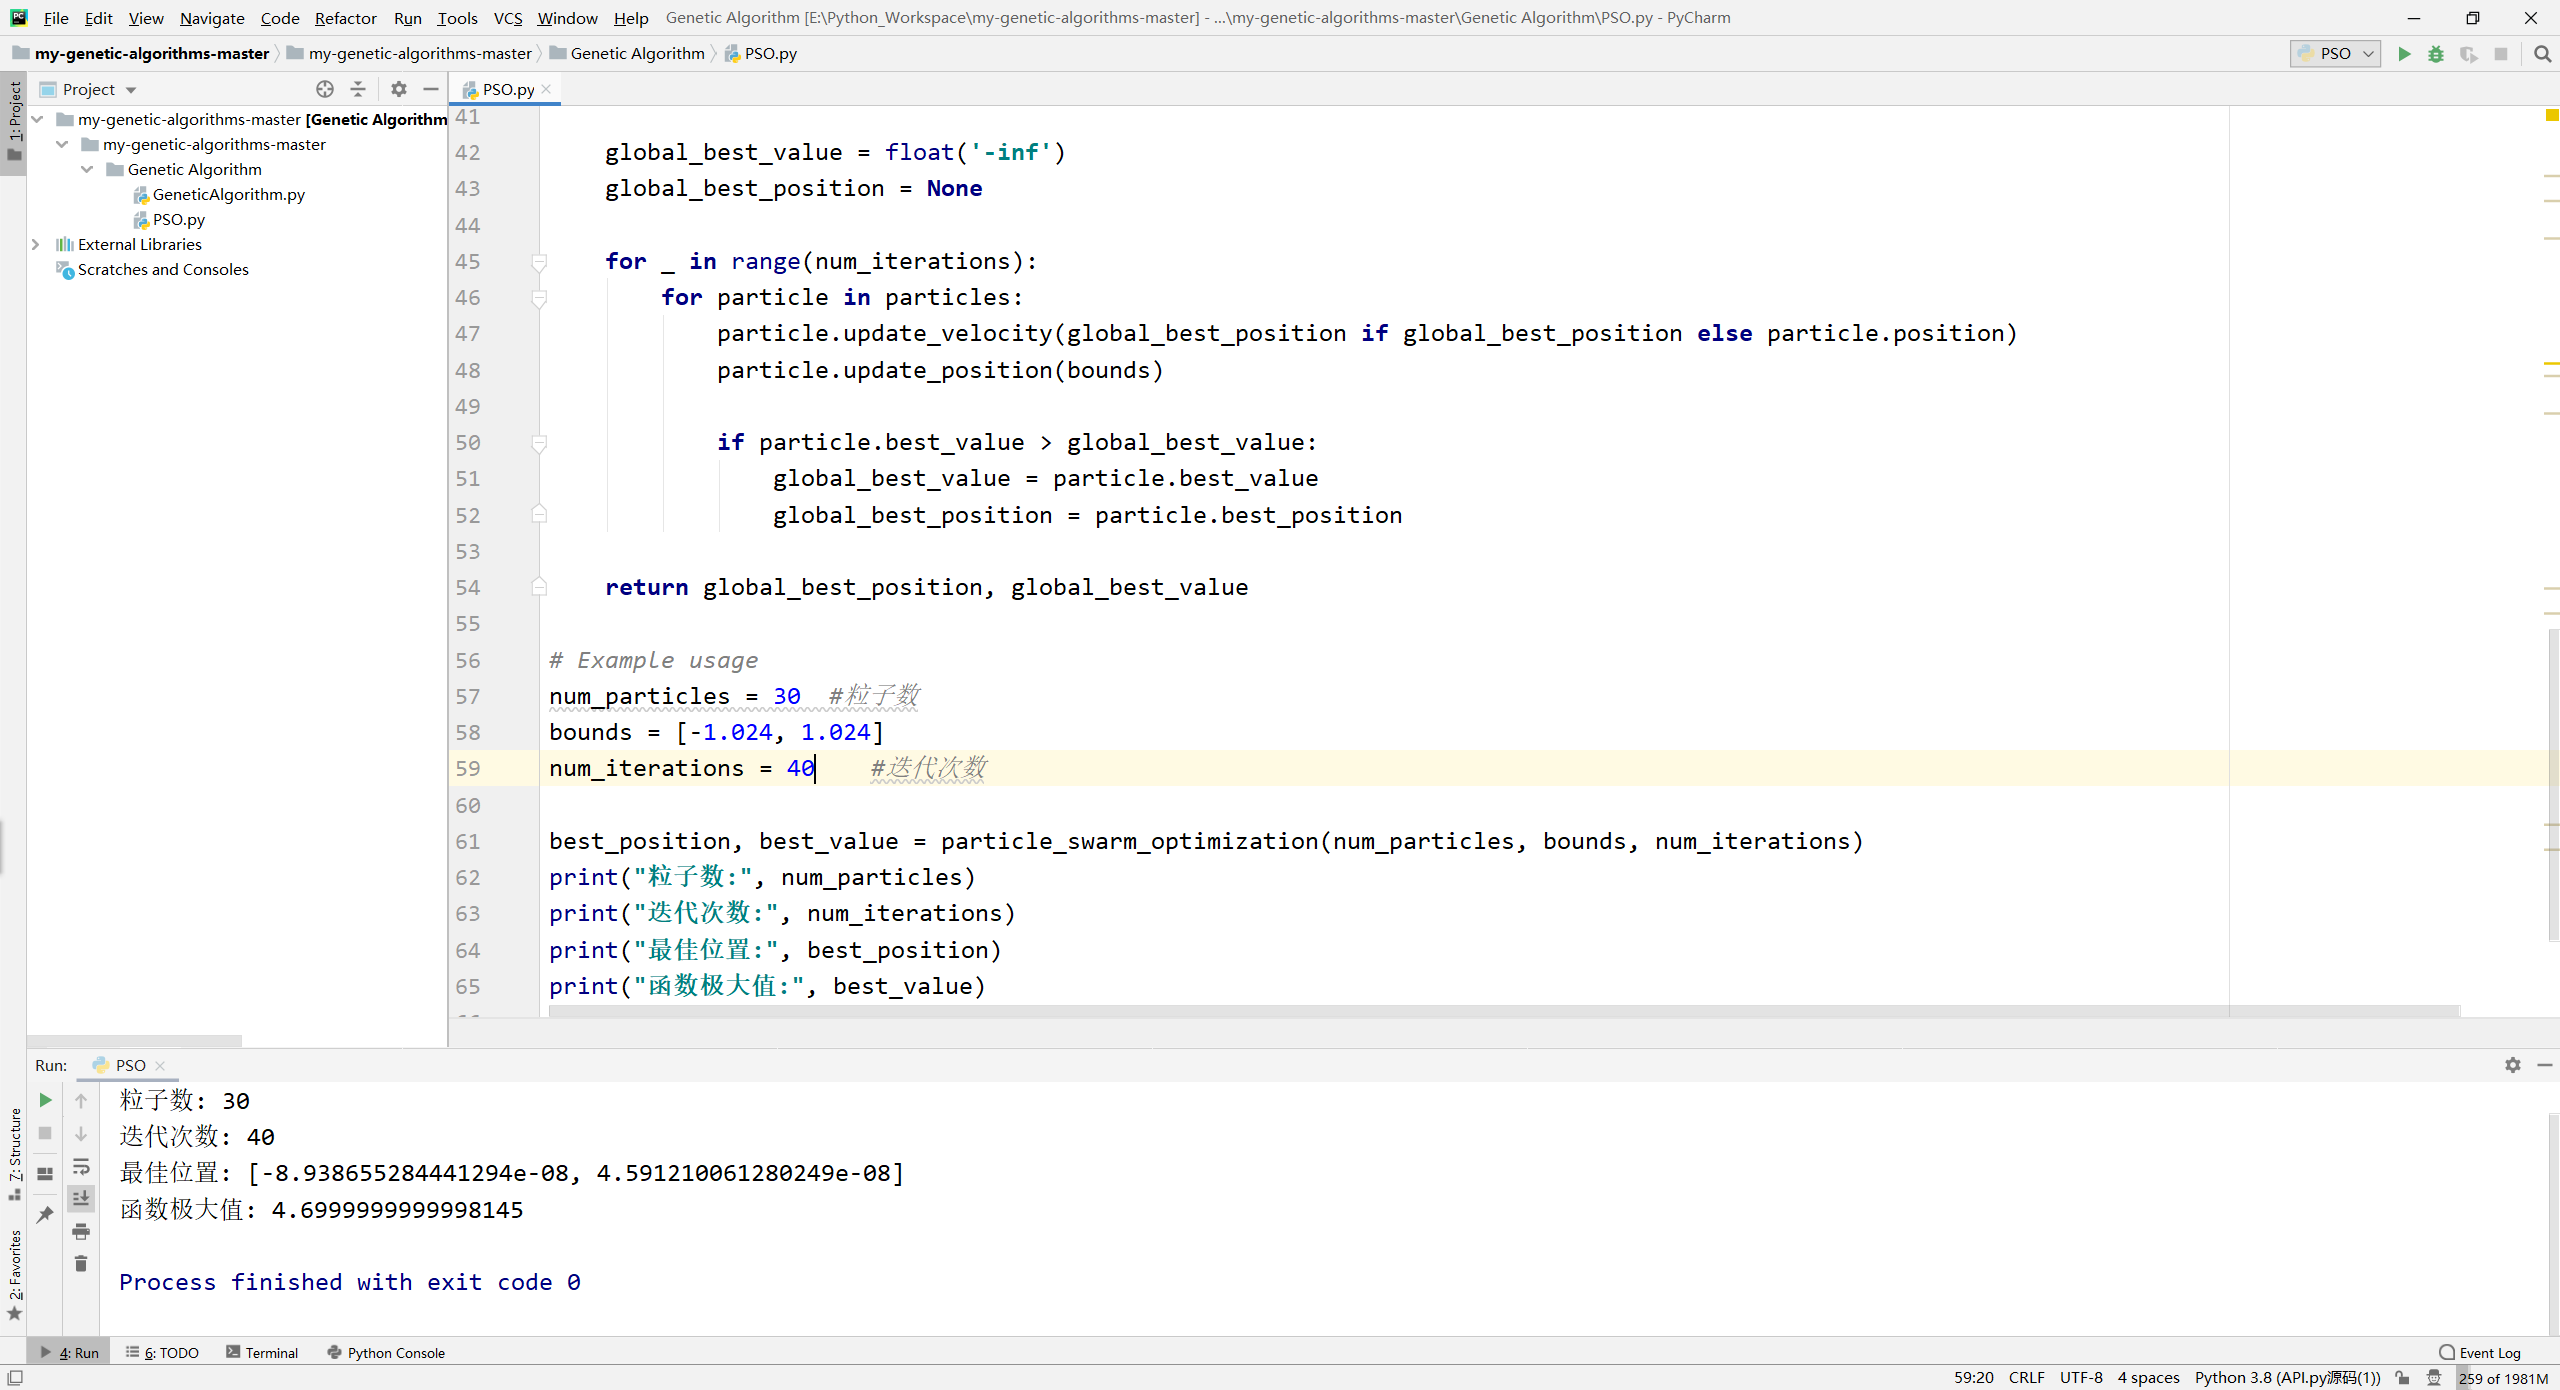 File Edit View Navigate Code Refactor Run Tools VCS Window Help Genetic Algorithm [E:\Python_Workspace\my-genetic-algorithms-master] - ...\my-genetic-algorithms-master\Genetic Algorithm\PSO.py - PyCharm
my-genetic-algorithms-master my-genetic-algorithms-master Genetic Algorithm PSO.py PSO
1: Project
Project
my-genetic-algorithms-master [Genetic Algorithm
my-genetic-algorithms-master
Genetic Algorithm
GeneticAlgorithm.py
PSO.py
External Libraries
Scratches and Consoles
PSO.py
41
42 global_best_value = float('-inf')
43 global_best_position = None
44
45 for _ in range(num_iterations):
46 for particle in particles:
47 particle.update_velocity(global_best_position if global_best_position else particle.position)
48 particle.update_position(bounds)
49
50 if particle.best_value > global_best_value:
51 global_best_value = particle.best_value
52 global_best_position = particle.best_position
53
54 return global_best_position, global_best_value
55
56 # Example usage
57 num_particles = 30 #粒子数
58 bounds = [-1.024, 1.024]
59 num_iterations = 40 #迭代次数
60
61 best_position, best_value = particle_swarm_optimization(num_particles, bounds, num_iterations)
62 print("粒子数:", num_particles)
63 print("迭代次数:", num_iterations)
64 print("最佳位置:", best_position)
65 print("函数极大值:", best_value)
Run: PSO
粒子数: 30
迭代次数: 40
最佳位置: [-8.938655284441294e-08, 4.591210061280249e-08]
函数极大值: 4.6999999999998145
Process finished with exit code 0
7: Structure
2: Favorites
4: Run 6: TODO Terminal Python Console Event Log
59:20 CRLF UTF-8 4 spaces Python 3.8 (API.py源码(1)) 259 of 1981M